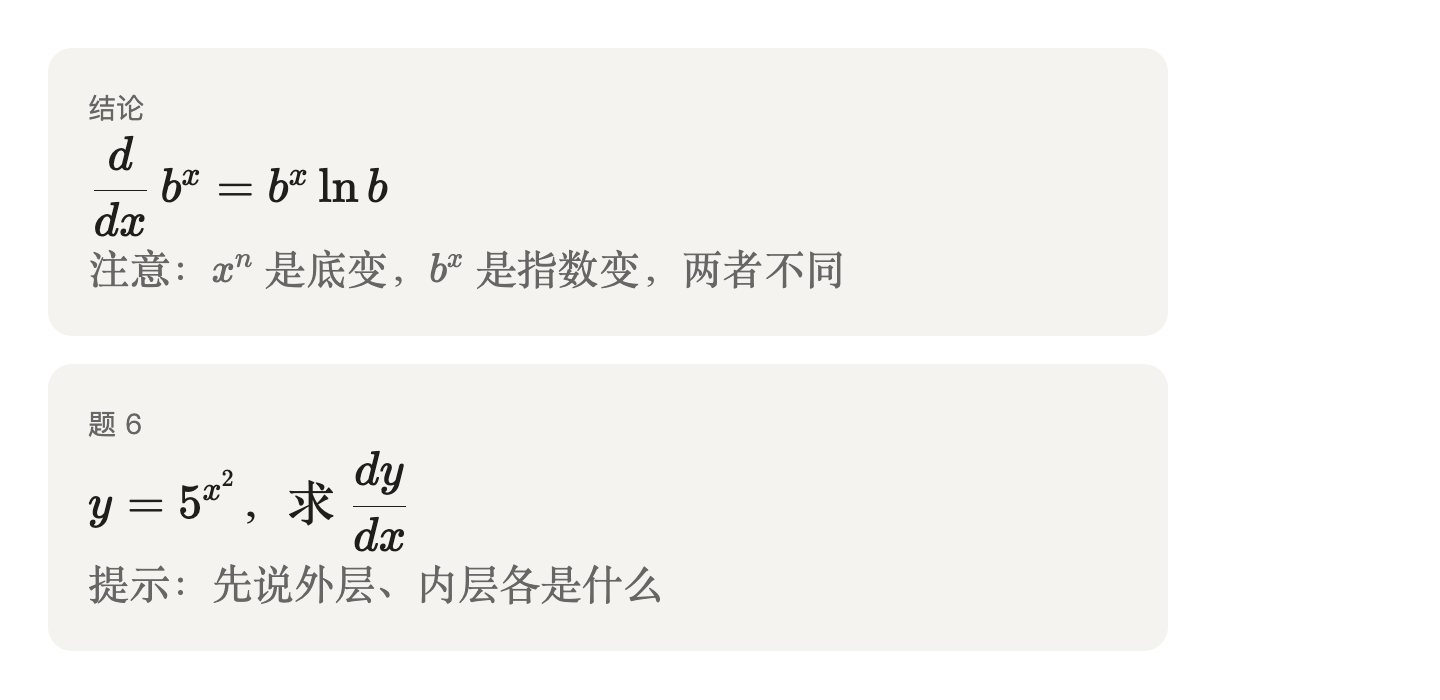 结论
d/dx b^x = b^x ln b
注意：x^n 是底变，b^x 是指数变，两者不同
题 6
y = 5^{x^2}，求 dy/dx
提示：先说外层、内层各是什么